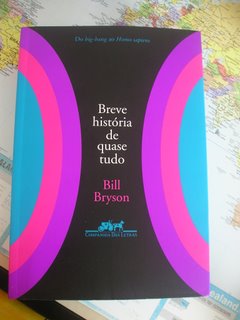 Do big-bang ao Homo sapiens
Breve
história
de
quase
tudo
Bill
Bryson
COMPANHIA DAS LETRAS